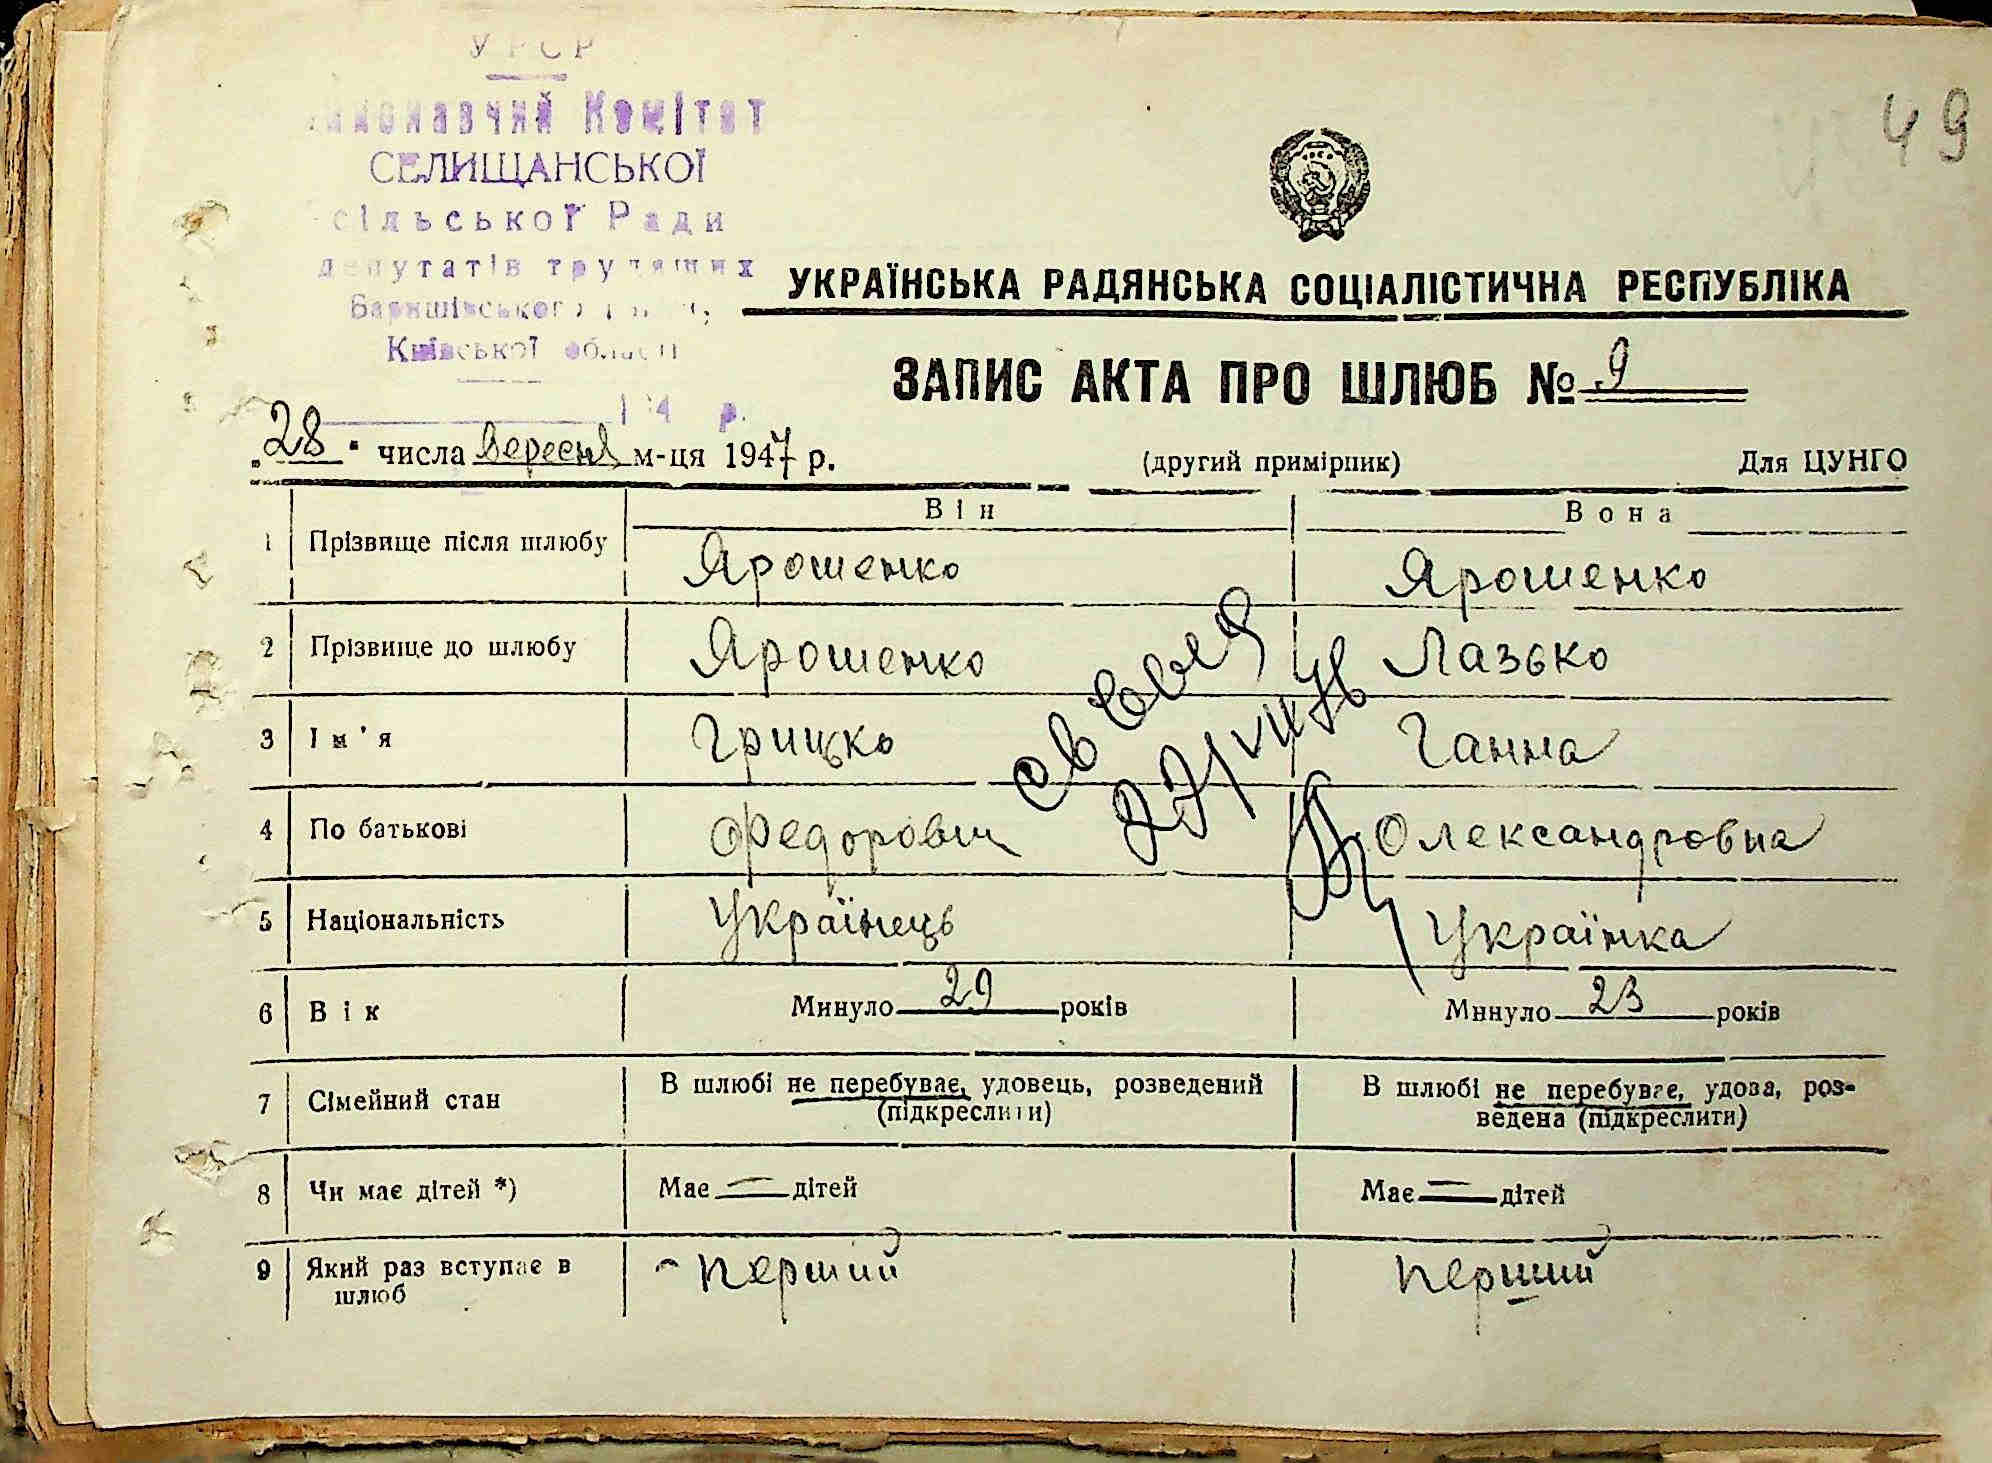 49
УРСР
Виконавчий Комітет
СЕЛИЩАНСЬКОЇ
сільської Ради
депутатів трудящих
Баришівського р-ну,
Київської області
194 р.
УКРАЇНСЬКА РАДЯНСЬКА СОЦІАЛІСТИЧНА РЕСПУБЛІКА
ЗАПИС АКТА ПРО ШЛЮБ № 9
„28" числа вересня м-ця 1947 р. (другий примірник) Для ЦУНГО
Він Вона
1 Прізвище після шлюбу Ярошенко Ярошенко
2 Прізвище до шлюбу Ярошенко Лазько
3 Ім'я Грицько Ганна
4 По батькові Федорович Олександровна
5 Національність Українець Українка
6 Вік Минуло 29 років Минуло 23 років
7 Сімейний стан В шлюбі не перебуває, удовець, розведений В шлюбі не перебуває, удова, роз-
(підкреслити) ведена (підкреслити)
8 Чи має дітей *) Має — дітей Має — дітей
9 Який раз вступає в перший перший
шлюб